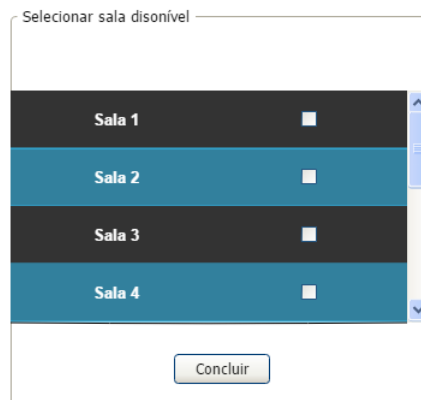 Selecionar sala disonível
Sala 1
Sala 2
Sala 3
Sala 4
Concluir